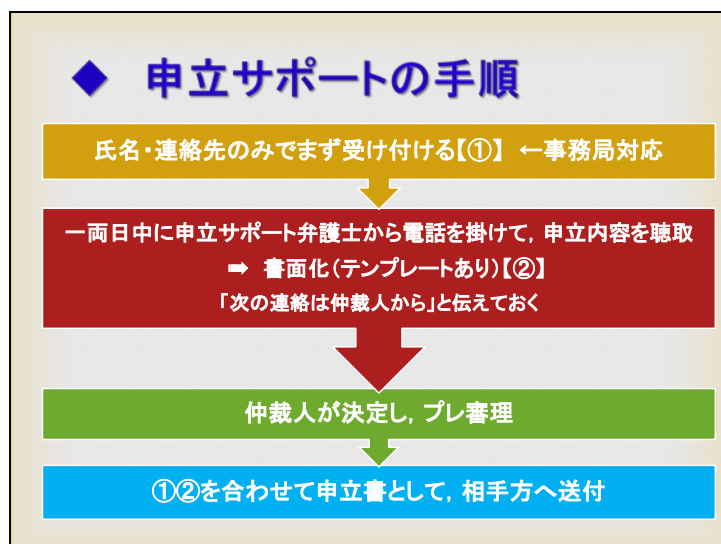 ◆ 申立サポートの手順
氏名・連絡先のみでまず受け付ける【①】 ←事務局対応
一両日中に申立サポート弁護士から電話を掛けて，申立内容を聴取
➡ 書面化（テンプレートあり）【②】
「次の連絡は仲裁人から」と伝えておく
仲裁人が決定し，プレ審理
①②を合わせて申立書として，相手方へ送付